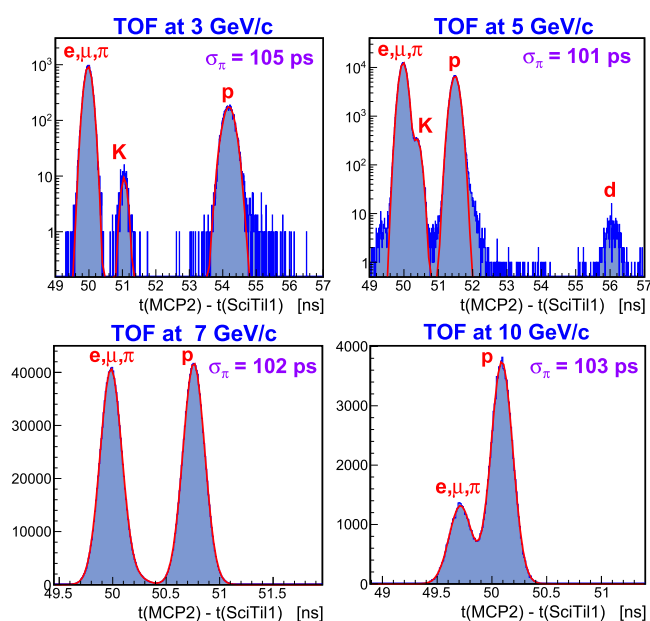 TOF at 3 GeV/c
e,μ,π
σπ = 105 ps
p
K
10³
10²
10
1
49 50 51 52 53 54 55 56 57
t(MCP2) - t(SciTil1) [ns]
TOF at 5 GeV/c
e,μ,π
σπ = 101 ps
p
K
d
10⁴
10³
10²
10
1
49 50 51 52 53 54 55 56 57
t(MCP2) - t(SciTil1) [ns]
TOF at 7 GeV/c
e,μ,π
p
σπ = 102 ps
40000
30000
20000
10000
0
49.5 50 50.5 51 51.5
t(MCP2) - t(SciTil1) [ns]
TOF at 10 GeV/c
p
σπ = 103 ps
e,μ,π
4000
3000
2000
1000
0
49 49.5 50 50.5 51
t(MCP2) - t(SciTil1) [ns]